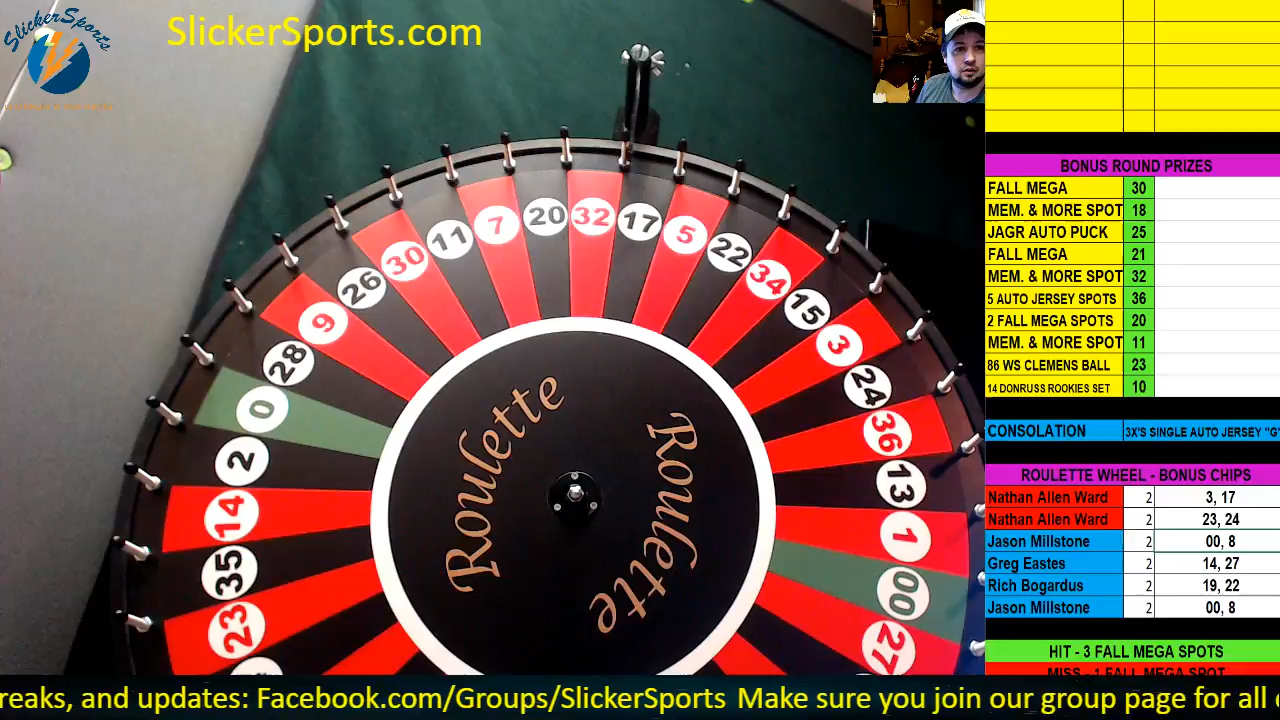 SlickerSports
SlickerSports.com
BONUS ROUND PRIZES
FALL MEGA 30
MEM. & MORE SPOT 18
JAGR AUTO PUCK 25
FALL MEGA 21
MEM. & MORE SPOT 32
5 AUTO JERSEY SPOTS 36
2 FALL MEGA SPOTS 20
MEM. & MORE SPOT 11
86 WS CLEMENS BALL 23
14 DONRUSS ROOKIES SET 10
CONSOLATION 3X'S SINGLE AUTO JERSEY "G"
ROULETTE WHEEL - BONUS CHIPS
Nathan Allen Ward 2 3, 17
Nathan Allen Ward 2 23, 24
Jason Millstone 2 00, 8
Greg Eastes 2 14, 27
Rich Bogardus 2 19, 22
Jason Millstone 2 00, 8
HIT - 3 FALL MEGA SPOTS
MISS - 1 FALL MEGA SPOT
23 35 14 2 0 28 9 26 30 11 7 20 32 17 5 22 34 15 3 24 36 13 1 00 27
Roulette
Roulette
reaks, and updates: Facebook.com/Groups/SlickerSports Make sure you join our group page for all